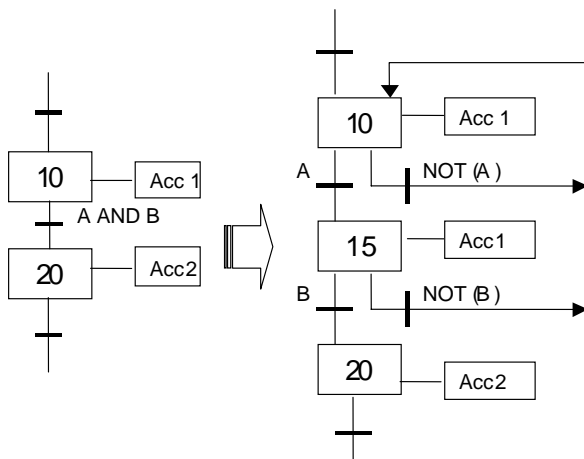 10
Acc 1
A AND B
20
Acc2
10
Acc 1
A
NOT (A)
15
Acc1
B
NOT (B)
20
Acc2